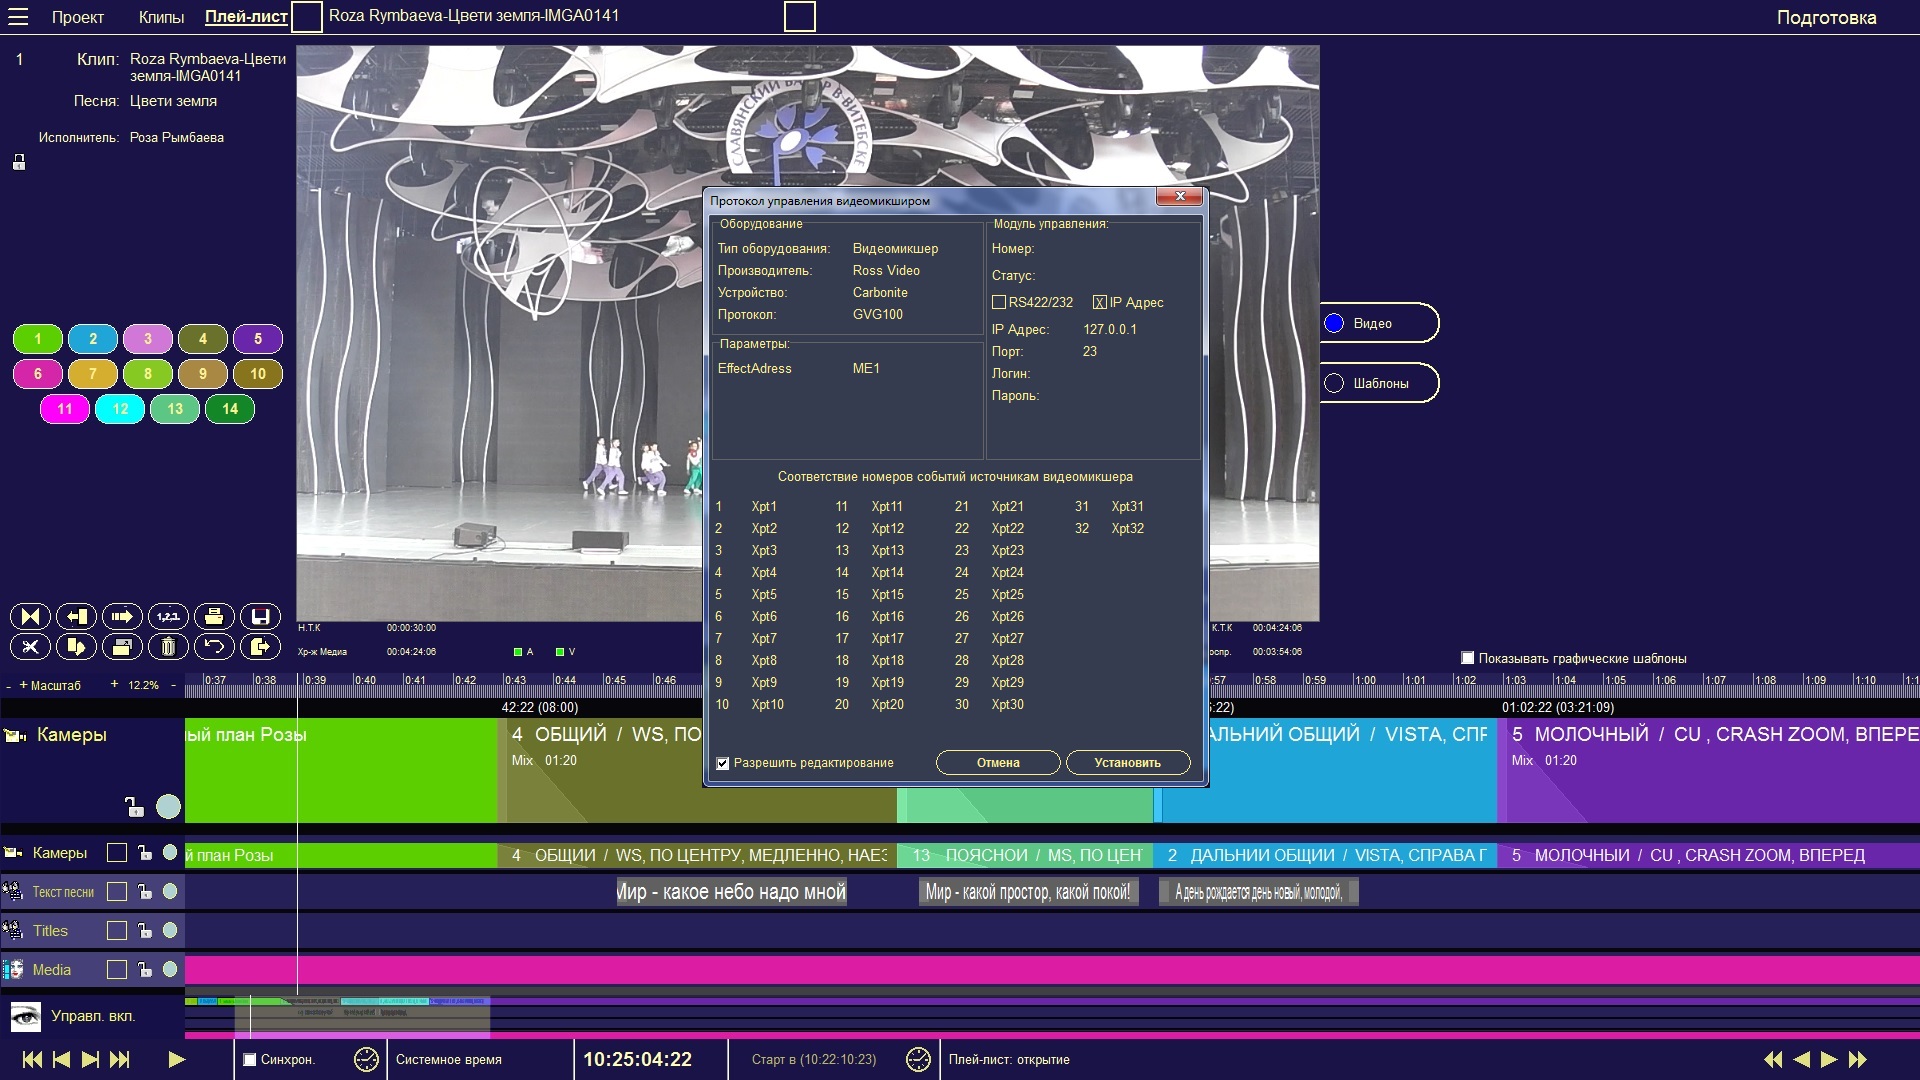 Проект
Клипы
Плей-лист
Roza Rymbaeva-Цвети земля-IMGA0141
Подготовка
1
Клип: Roza Rymbaeva-Цвети
земля-IMGA0141
Песня: Цвети земля
Исполнитель: Роза Рымбаева
СЛАВЯНСКИЙ БАЗАР В ВИТЕБСКЕ
1 2 3 4 5
6 7 8 9 10
11 12 13 14
Протокол управления видеомикширом
Оборудование
Тип оборудования: Видеомикшер
Производитель: Ross Video
Устройство: Carbonite
Протокол: GVG100
Параметры:
EffectAdress ME1
Модуль управления:
Номер:
Статус:
RS422/232 X IP Адрес
IP Адрес: 127.0.0.1
Порт: 23
Логин:
Пароль:
Соответствие номеров событий источникам видеомикшера
1 Xpt1 11 Xpt11 21 Xpt21 31 Xpt31
2 Xpt2 12 Xpt12 22 Xpt22 32 Xpt32
3 Xpt3 13 Xpt13 23 Xpt23
4 Xpt4 14 Xpt14 24 Xpt24
5 Xpt5 15 Xpt15 25 Xpt25
6 Xpt6 16 Xpt16 26 Xpt26
7 Xpt7 17 Xpt17 27 Xpt27
8 Xpt8 18 Xpt18 28 Xpt28
9 Xpt9 19 Xpt19 29 Xpt29
10 Xpt10 20 Xpt20 30 Xpt30
Разрешить редактирование
Отмена
Установить
Видео
Шаблоны
1,2,1
Н.Т.К 00:00:30:00
К.Т.К 00:04:24:06
Хр-ж Медиа 00:04:24:06 A V
оспр. 00:03:54:06
Показывать графические шаблоны
- + Масштаб + 12.2% -
0:37 0:38 0:39 0:40 0:41 0:42 0:43 0:44 0:45 0:46 :57 0:58 0:59 1:00 1:01 1:02 1:03 1:04 1:05 1:06 1:07 1:08 1:09 1:10 1:1
42:22 (08:00)
:22)
01:02:22 (03:21:09)
Камеры
ый план Розы
4 ОБЩИЙ / WS, ПО
Mix 01:20
АЛЬНИЙ ОБЩИЙ / VISTA, СПР
5 МОЛОЧНЫЙ / CU , CRASH ZOOM, ВПЕРЕ
Mix 01:20
Камеры
й план Розы
4 ОБЩИЙ / WS, ПО ЦЕНТРУ, МЕДЛЕННО, НАЕЗ
13 ПОЯСНОЙ / MS, ПО ЦЕНТ
2 ДАЛЬНИЙ ОБЩИЙ / VISTA, СПРАВА Г
5 МОЛОЧНЫЙ / CU , CRASH ZOOM, ВПЕРЕД
Текст песни
Мир - какое небо надо мной
Мир - какой простор, какой покой!
А день рождается день новый, молодой,
Titles
Media
Управл. вкл.
Синхрон.
Системное время
10:25:04:22
Старт в (10:22:10:23)
Плей-лист: открытие